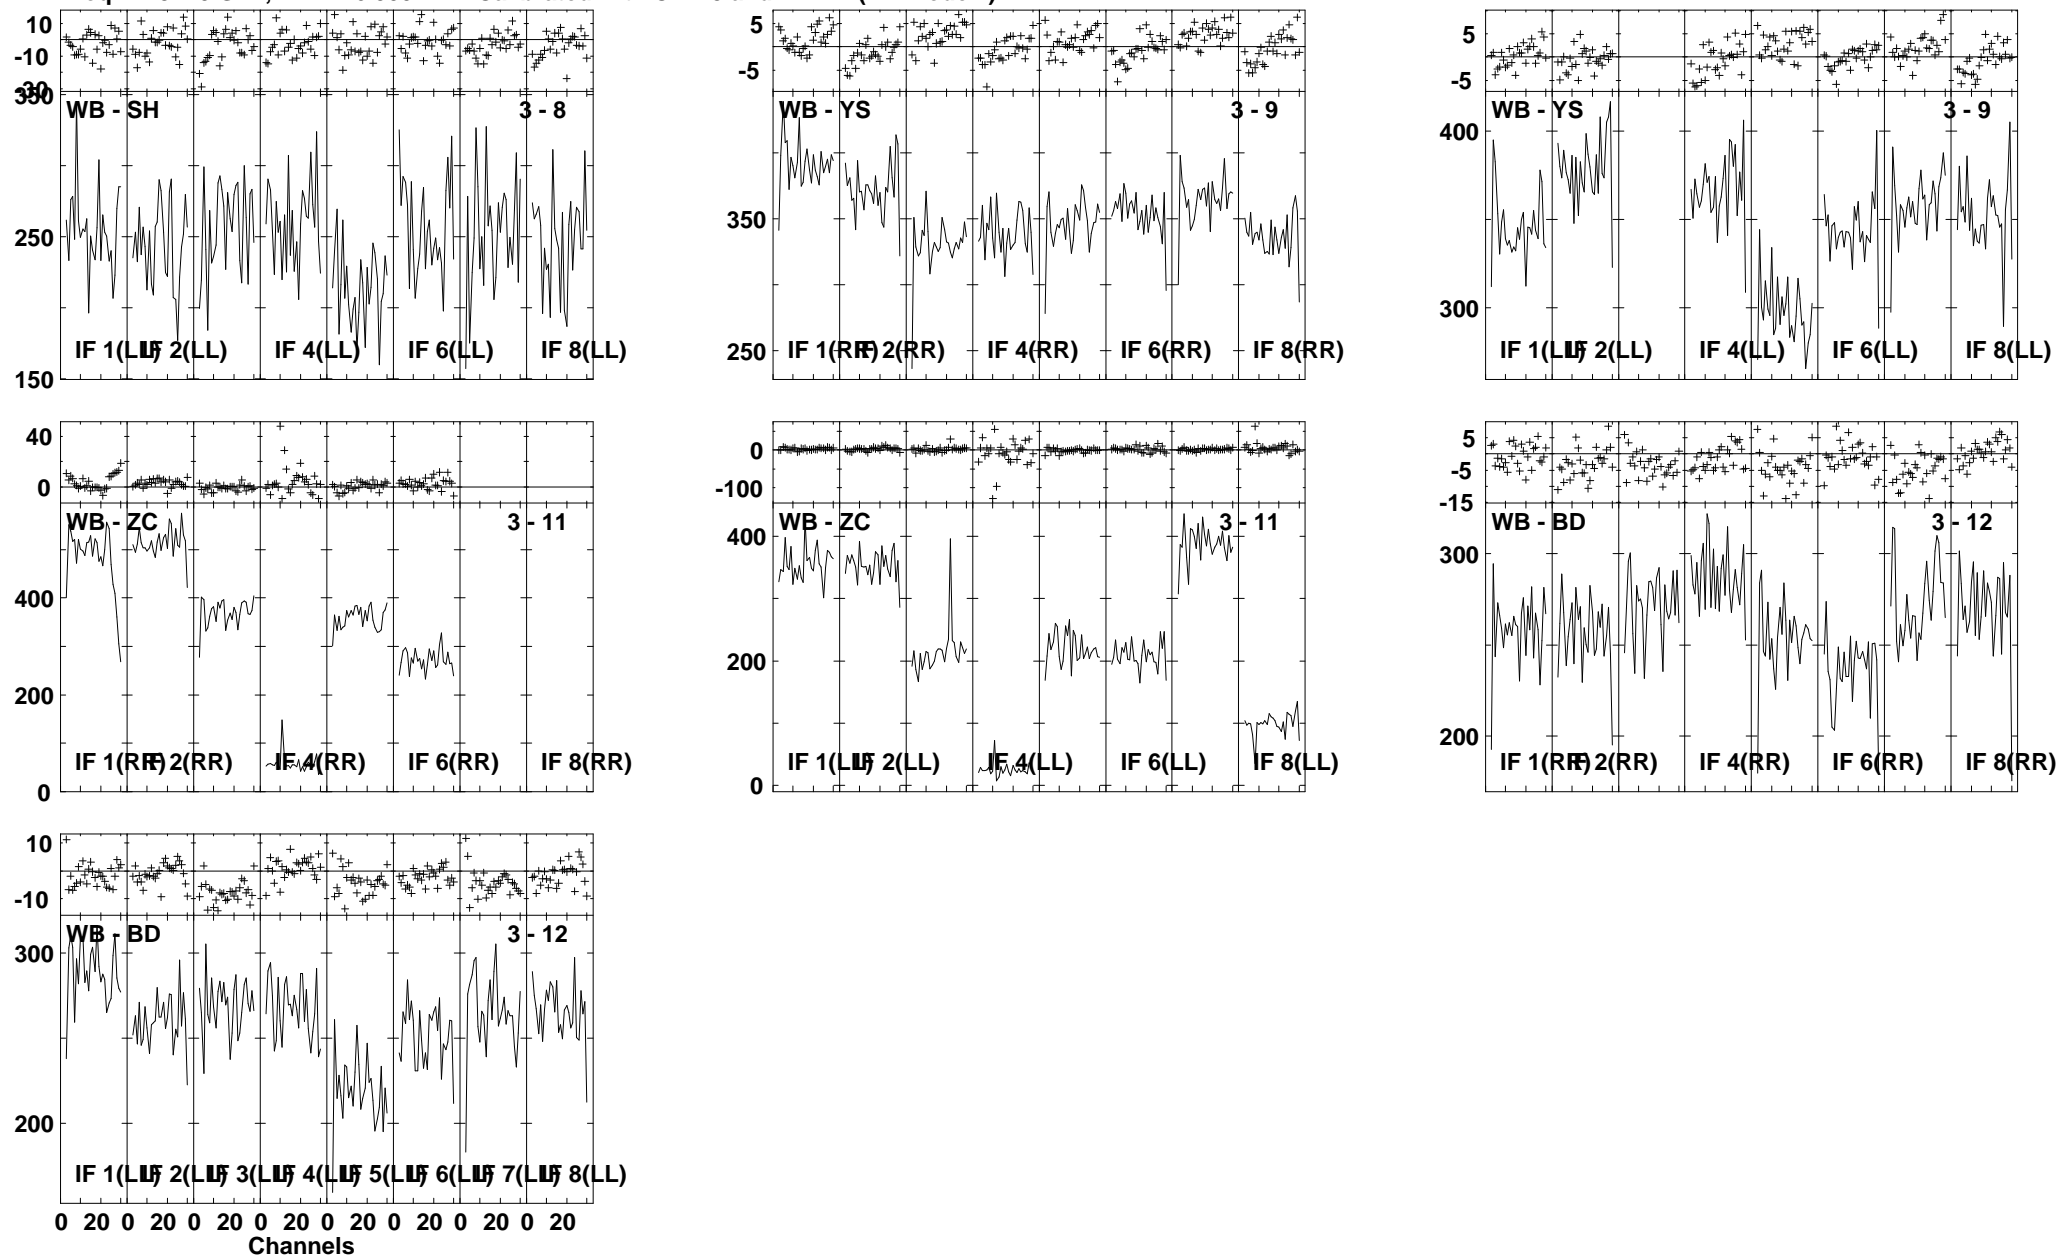 10
-10
-30
350
WB - SH 3 - 8
250
IF 1(LL) IF 2(LL) IF 4(LL) IF 6(LL) IF 8(LL)
150
5
-5
WB - YS 3 - 9
350
IF 1(RR) IF 2(RR) IF 4(RR) IF 6(RR) IF 8(RR)
250
5
-5
WB - YS 3 - 9
400
300
IF 1(LL) IF 2(LL) IF 4(LL) IF 6(LL) IF 8(LL)
40
0
WB - ZC 3 - 11
400
200
IF 1(RR) IF 2(RR) IF 4(RR) IF 6(RR) IF 8(RR)
0
0
-100
WB - ZC 3 - 11
400
200
IF 1(LL) IF 2(LL) IF 4(LL) IF 6(LL) IF 8(LL)
0
5
-5
-15
WB - BD 3 - 12
300
200
IF 1(RR) IF 2(RR) IF 4(RR) IF 6(RR) IF 8(RR)
10
-10
WB - BD 3 - 12
300
200
IF 1(LL) IF 2(LL) IF 3(LL) IF 4(LL) IF 5(LL) IF 6(LL) IF 7(LL) IF 8(LL)
0 20 0 20 0 20 0 20 0 20 0 20 0 20 0 20
Channels